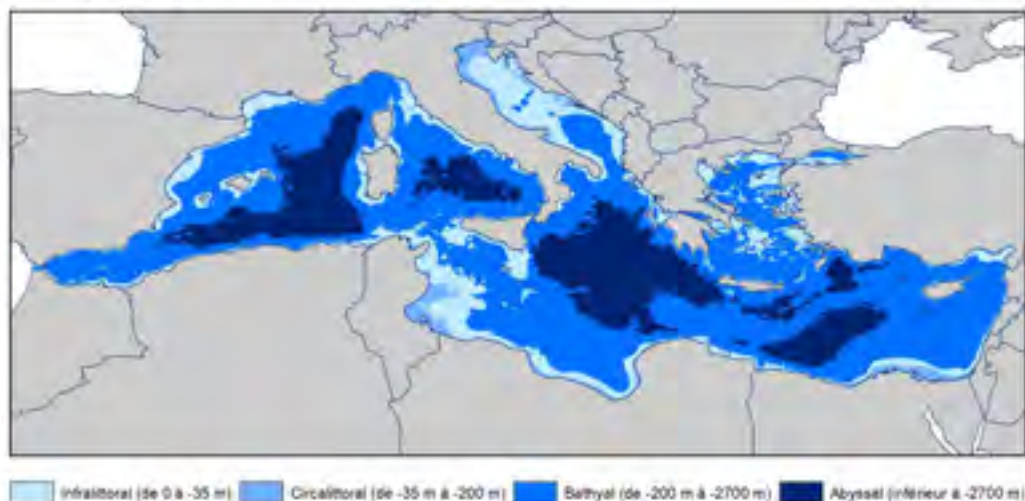 Infralittoral (de 0 à -35 m) Circalittoral (de -35 m à -200 m) Bathyal (de -200 m à -2700 m) Abyssal (inférieur à -2700 m)